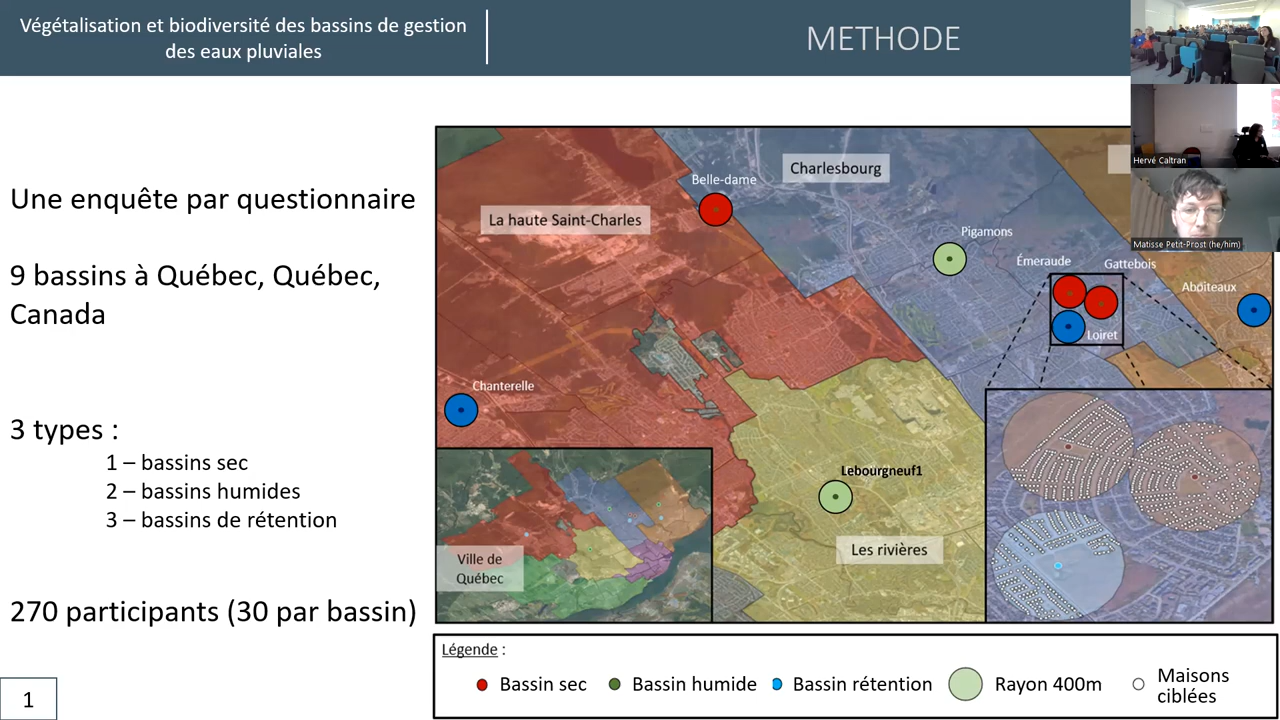 Végétalisation et biodiversité des bassins de gestion
des eaux pluviales
METHODE
Hervé Caltran
Matisse Petit-Prost (he/him)
Une enquête par questionnaire
9 bassins à Québec, Québec,
Canada
3 types :
1 – bassins sec
2 – bassins humides
3 – bassins de rétention
270 participants (30 par bassin)
1
Charlesbourg
Belle-dame
La haute Saint-Charles
Pigamons
Émeraude
Gattebois
Aboiteaux
Loiret
Chanterelle
Lebourgneuf1
Les rivières
Ville de
Québec
Légende :
Bassin sec
Bassin humide
Bassin rétention
Rayon 400m
Maisons
ciblées